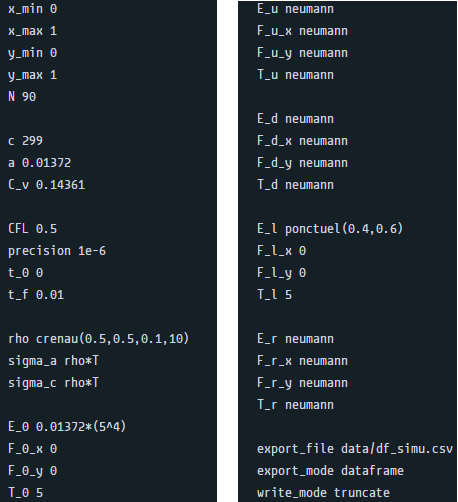 x_min 0
x_max 1
y_min 0
y_max 1
N 90
c 299
a 0.01372
C_v 0.14361
CFL 0.5
precision 1e-6
t_0 0
t_f 0.01
rho crenau(0.5,0.5,0.1,10)
sigma_a rho*T
sigma_c rho*T
E_0 0.01372*(5^4)
F_0_x 0
F_0_y 0
T_0 5
E_u neumann
F_u_x neumann
F_u_y neumann
T_u neumann
E_d neumann
F_d_x neumann
F_d_y neumann
T_d neumann
E_l ponctuel(0.4,0.6)
F_l_x 0
F_l_y 0
T_l 5
E_r neumann
F_r_x neumann
F_r_y neumann
T_r neumann
export_file data/df_simu.csv
export_mode dataframe
write_mode truncate